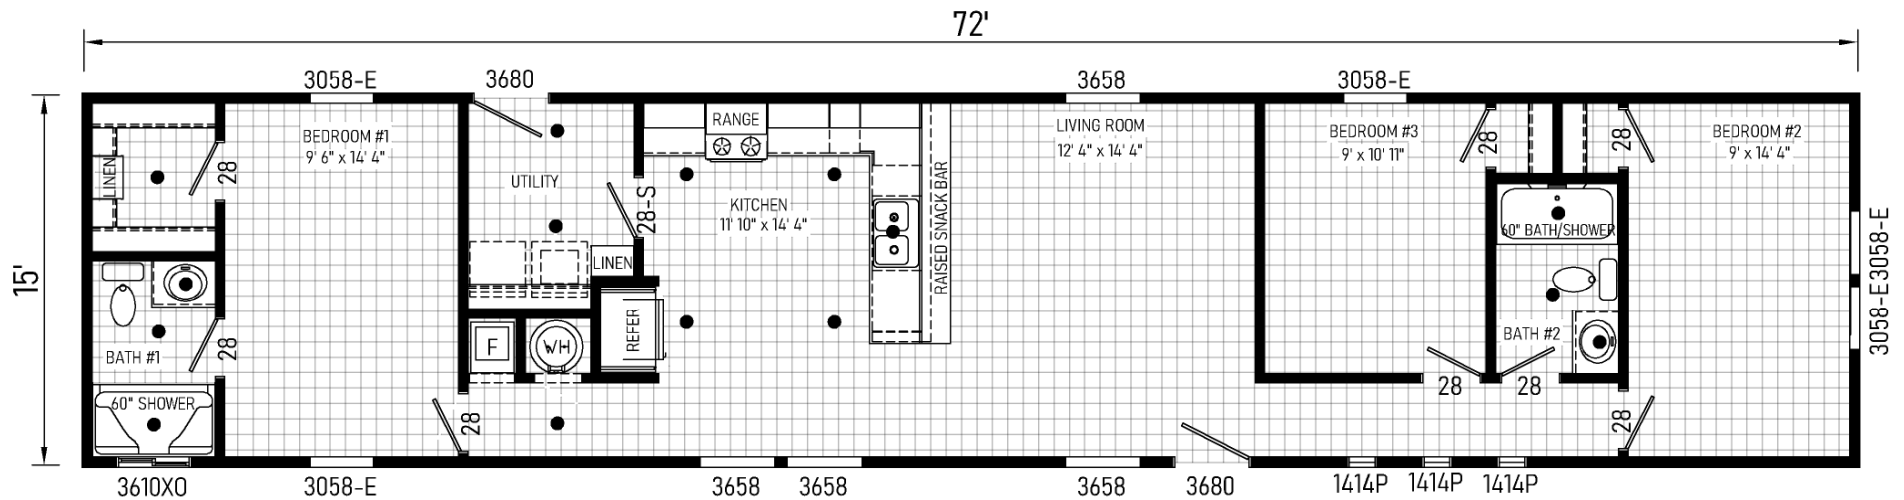 72'
3058-E
3680
3658
3058-E
15'
BEDROOM #1
9' 6" x 14' 4"
LINEN
28
UTILITY
28-S
LINEN
RANGE
KITCHEN
11' 10" x 14' 4"
RAISED SNACK BAR
LIVING ROOM
12' 4" x 14' 4"
BEDROOM #3
9' x 10' 11"
28
28
BEDROOM #2
9' x 14' 4"
60" BATH/SHOWER
BATH #2
3058-E
3058-E
BATH #1
28
60" SHOWER
F
WH
REFER
28
28
28
28
3610XO
3058-E
3658
3658
3658
3680
1414P
1414P
1414P